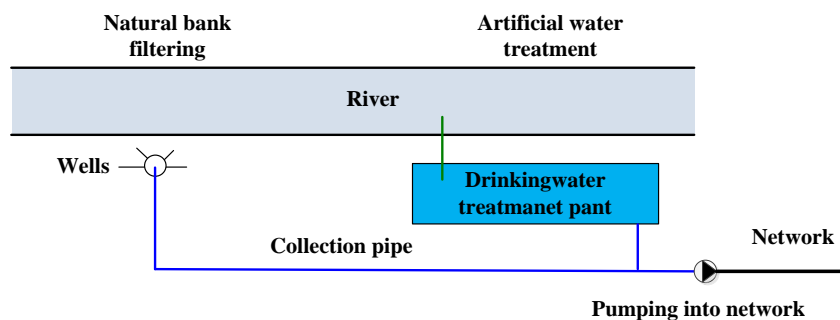 Natural bank
filtering
Artificial water
treatment
River
Wells
Drinkingwater
treatmanet pant
Collection pipe
Network
Pumping into network